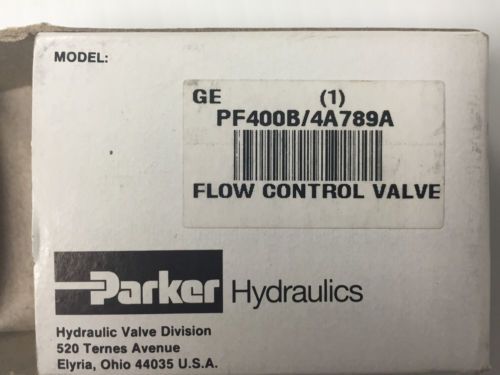 MODEL:
GE (1)
PF400B/4A789A
FLOW CONTROL VALVE
Parker Hydraulics
Hydraulic Valve Division
520 Ternes Avenue
Elyria, Ohio 44035 U.S.A.